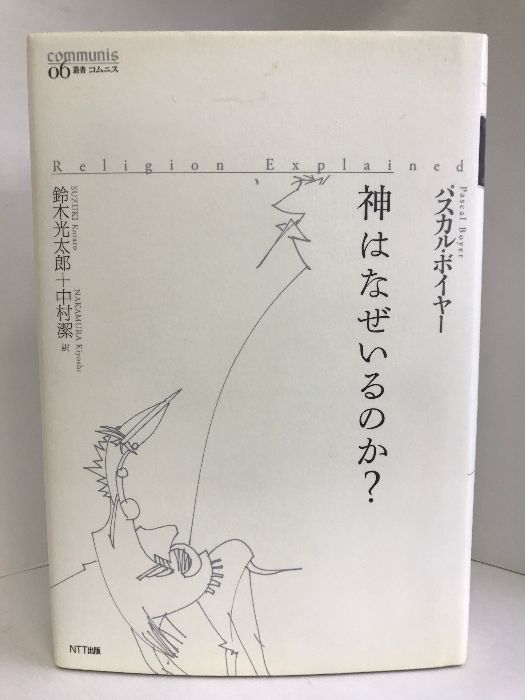 communis
06 叢書 コムニス
Religion Explained
Pascal Boyer
パスカル・ボイヤー
神はなぜいるのか?
SUZUKI Kotaro
NAKAMURA Kiyoshi
鈴木光太郎+中村潔 訳
NTT出版